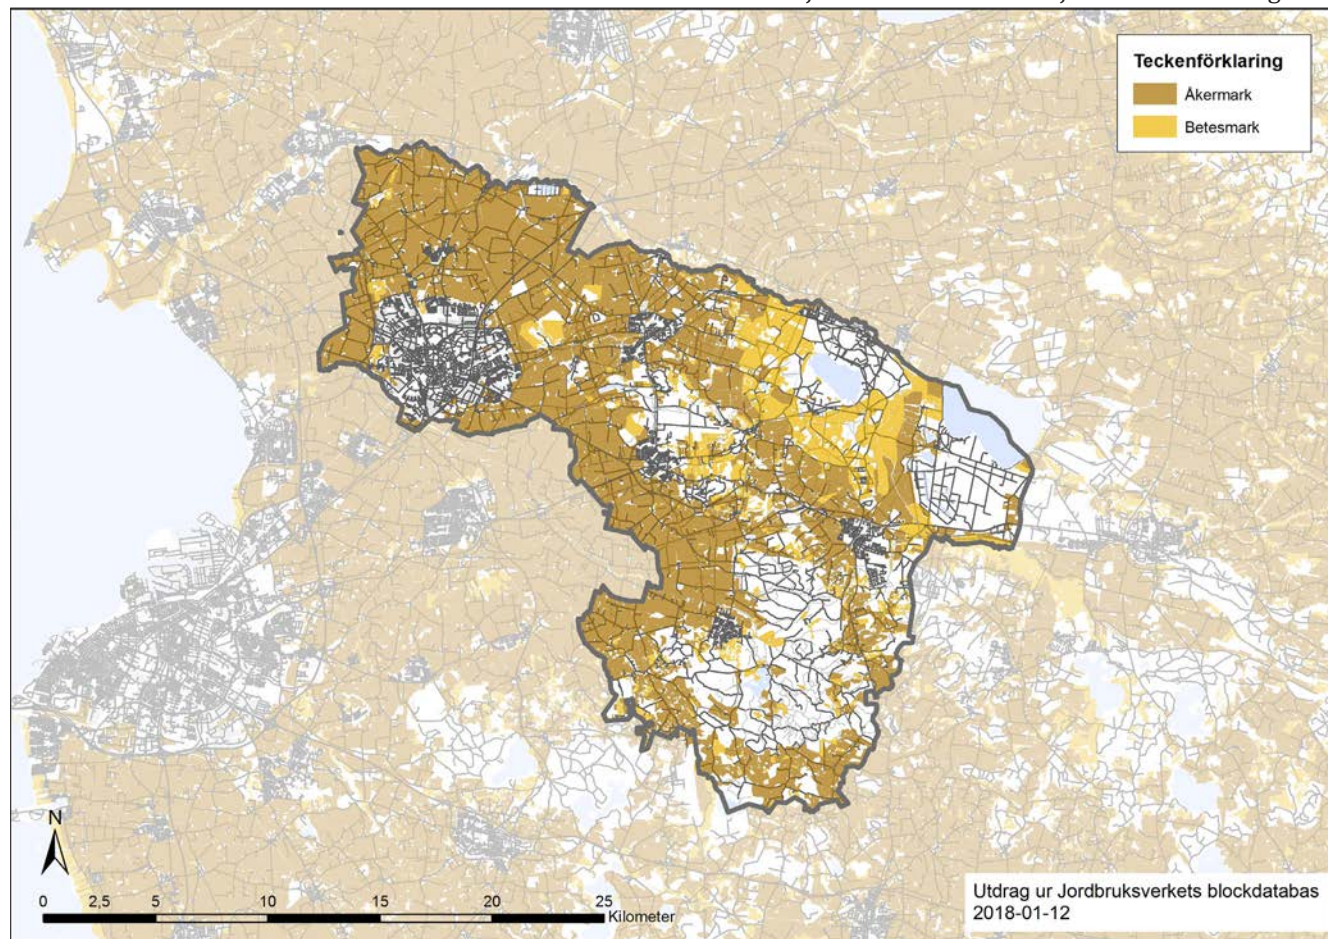 Teckenförklaring
Åkermark
Betesmark
N
0 2,5 5 10 15 20 25
Kilometer
Utdrag ur Jordbruksverkets blockdatabas
2018-01-12